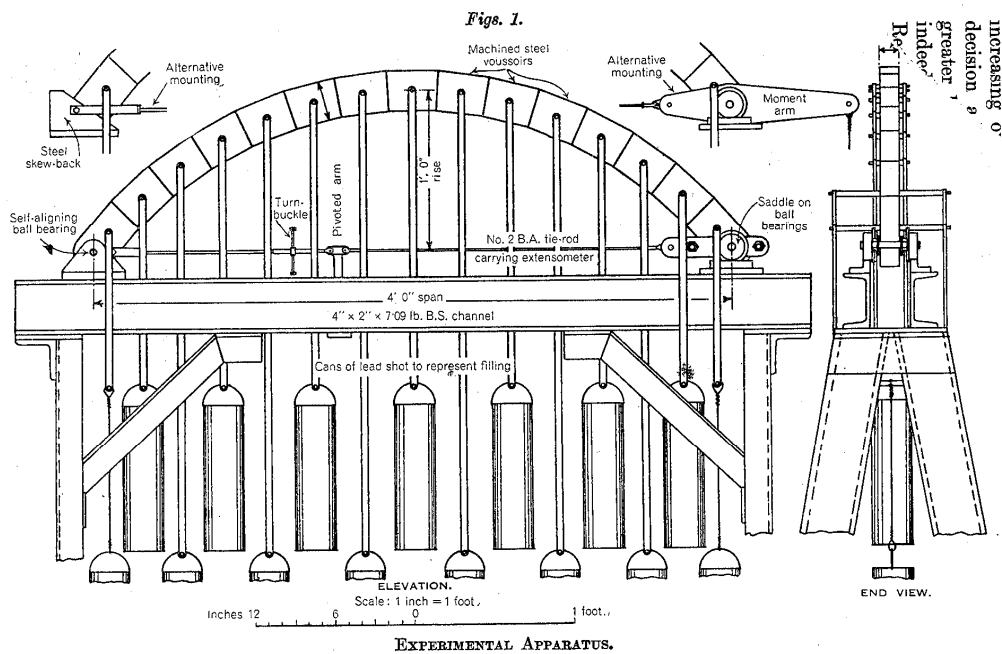 Figs. 1.
increasing
decision
greater
indeed
Machined steel
voussoirs
Alternative
mounting
Alternative
mounting
Moment
arm
Steel
skew-back
1'. 0"
rise
Pivoted arm
Turn-
buckle
Self-aligning
ball bearing
Saddle on
ball
bearings
No. 2 B.A. tie-rod
carrying extensometer
4' 0" span
4" × 2" × 7·09 lb. B.S. channel
Cans of lead shot to represent filling
ELEVATION.
Scale: 1 inch = 1 foot.
Inches 12 6 0 1 foot.
END VIEW.
EXPERIMENTAL APPARATUS.